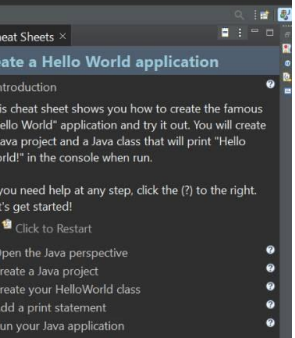 eat Sheets ×
ate a Hello World application
ntroduction
is cheat sheet shows you how to create the famous
ello World" application and try it out. You will create
ava project and a Java class that will print "Hello
orld!" in the console when run.
you need help at any step, click the (?) to the right.
t's get started!
Click to Restart
Open the Java perspective
reate a Java project
reate your HelloWorld class
dd a print statement
un your Java application